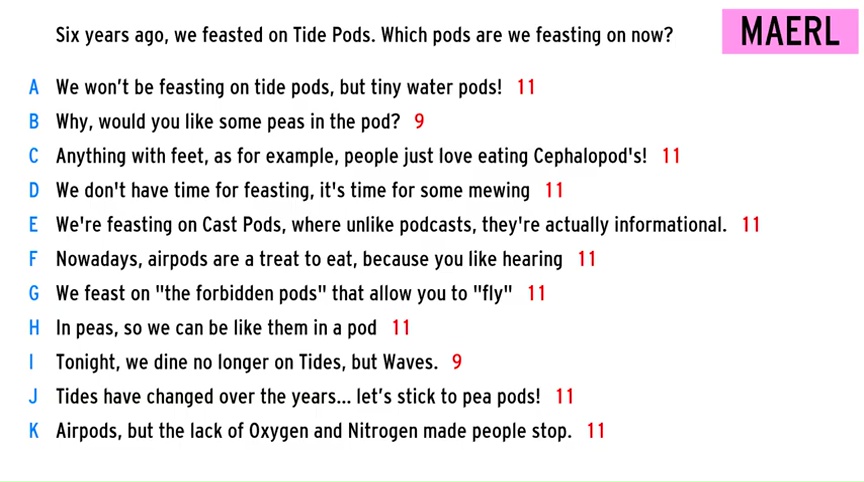 Six years ago, we feasted on Tide Pods. Which pods are we feasting on now?
MAERL
A We won't be feasting on tide pods, but tiny water pods! 11
B Why, would you like some peas in the pod? 9
C Anything with feet, as for example, people just love eating Cephalopod's! 11
D We don't have time for feasting, it's time for some mewing 11
E We're feasting on Cast Pods, where unlike podcasts, they're actually informational. 11
F Nowadays, airpods are a treat to eat, because you like hearing 11
G We feast on "the forbidden pods" that allow you to "fly" 11
H In peas, so we can be like them in a pod 11
I Tonight, we dine no longer on Tides, but Waves. 9
J Tides have changed over the years... let's stick to pea pods! 11
K Airpods, but the lack of Oxygen and Nitrogen made people stop. 11